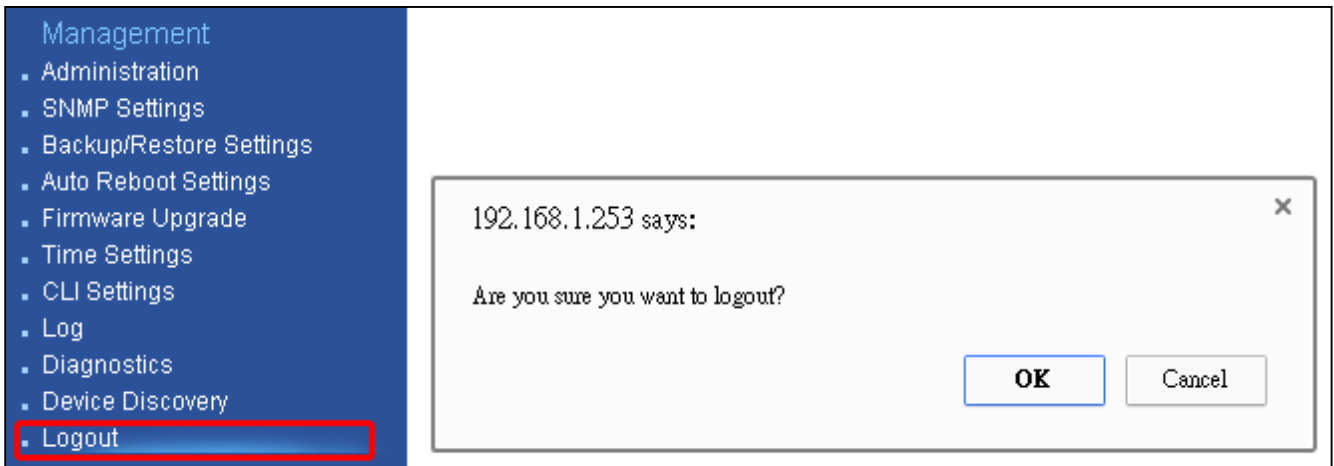 Management
Administration
SNMP Settings
Backup/Restore Settings
Auto Reboot Settings
Firmware Upgrade
Time Settings
CLI Settings
Log
Diagnostics
Device Discovery
Logout
192.168.1.253 says:
Are you sure you want to logout?
OK Cancel